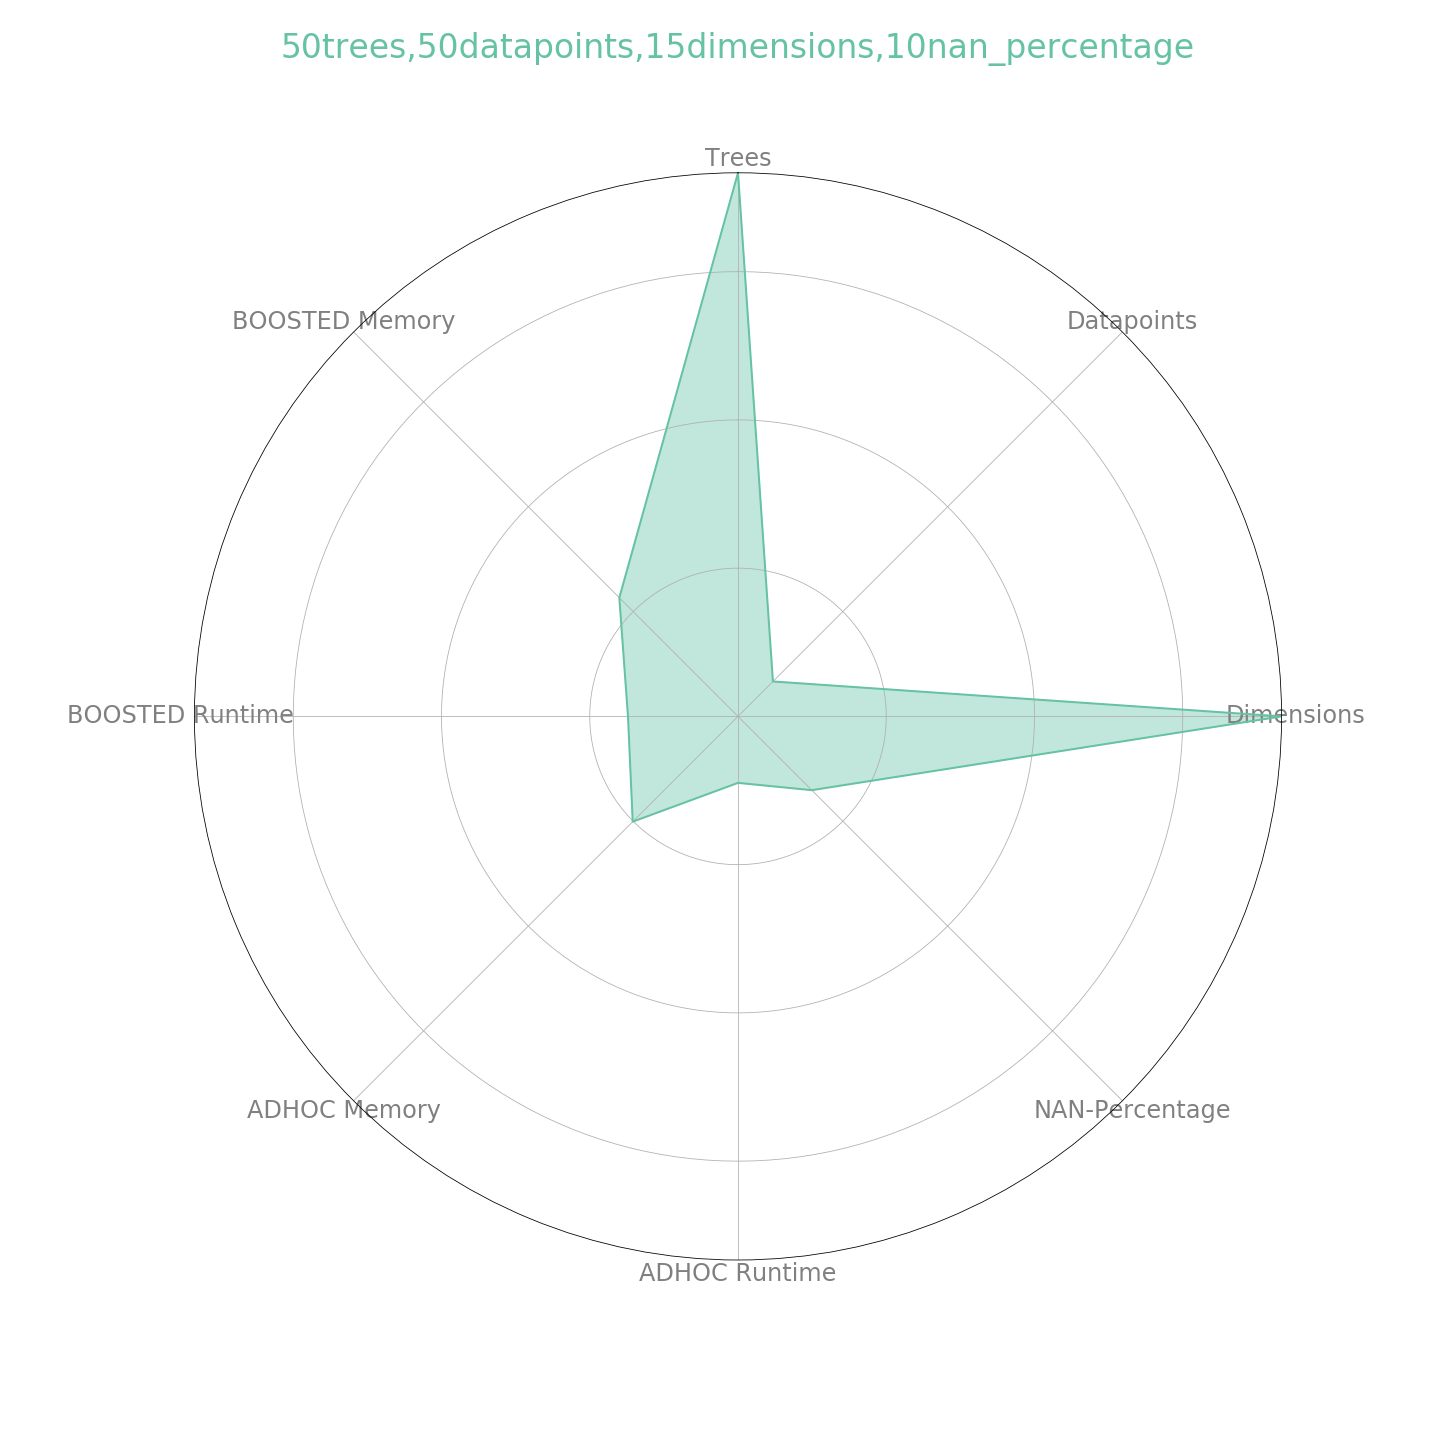 50trees,50datapoints,15dimensions,10nan_percentage
Trees
BOOSTED Memory
Datapoints
BOOSTED Runtime
Dimensions
ADHOC Memory
NAN-Percentage
ADHOC Runtime